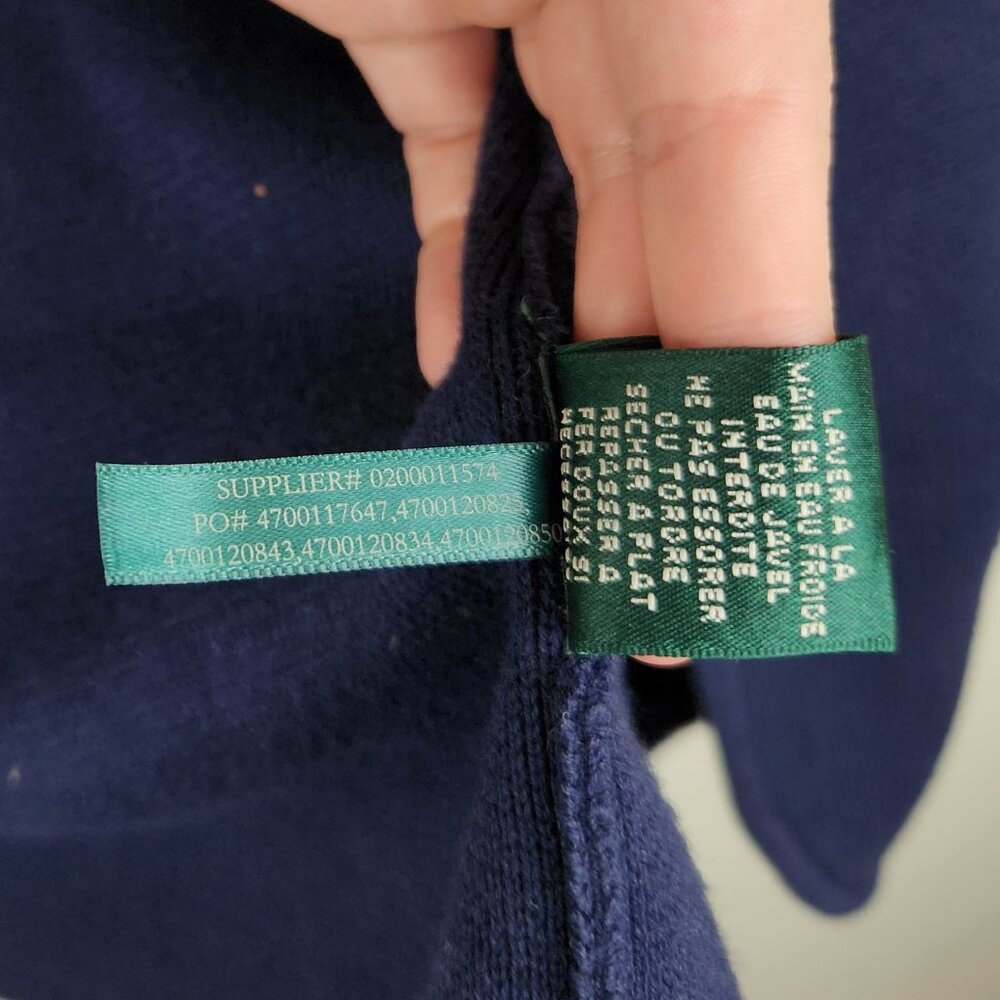 SUPPLIER# 0200011574
PO# 4700117647,4700120825,
4700120843,4700120834,4700120850
LAVER A LA
MAIN EN EAU FROIDE
EAU DE JAVEL
INTERDITE
NE PAS ESSORER
OU TORDRE
SECHER A PLAT
REPASSER A
FER DOUX SI